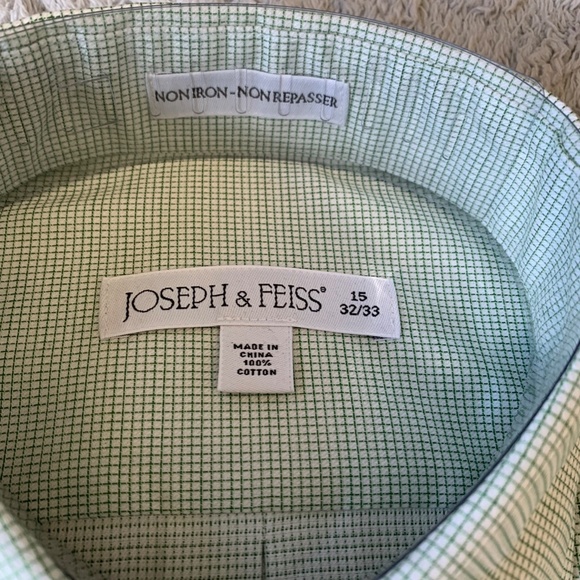 NON IRON - NON REPASSER
JOSEPH & FEISS®
15
32/33
MADE IN
CHINA
100%
COTTON